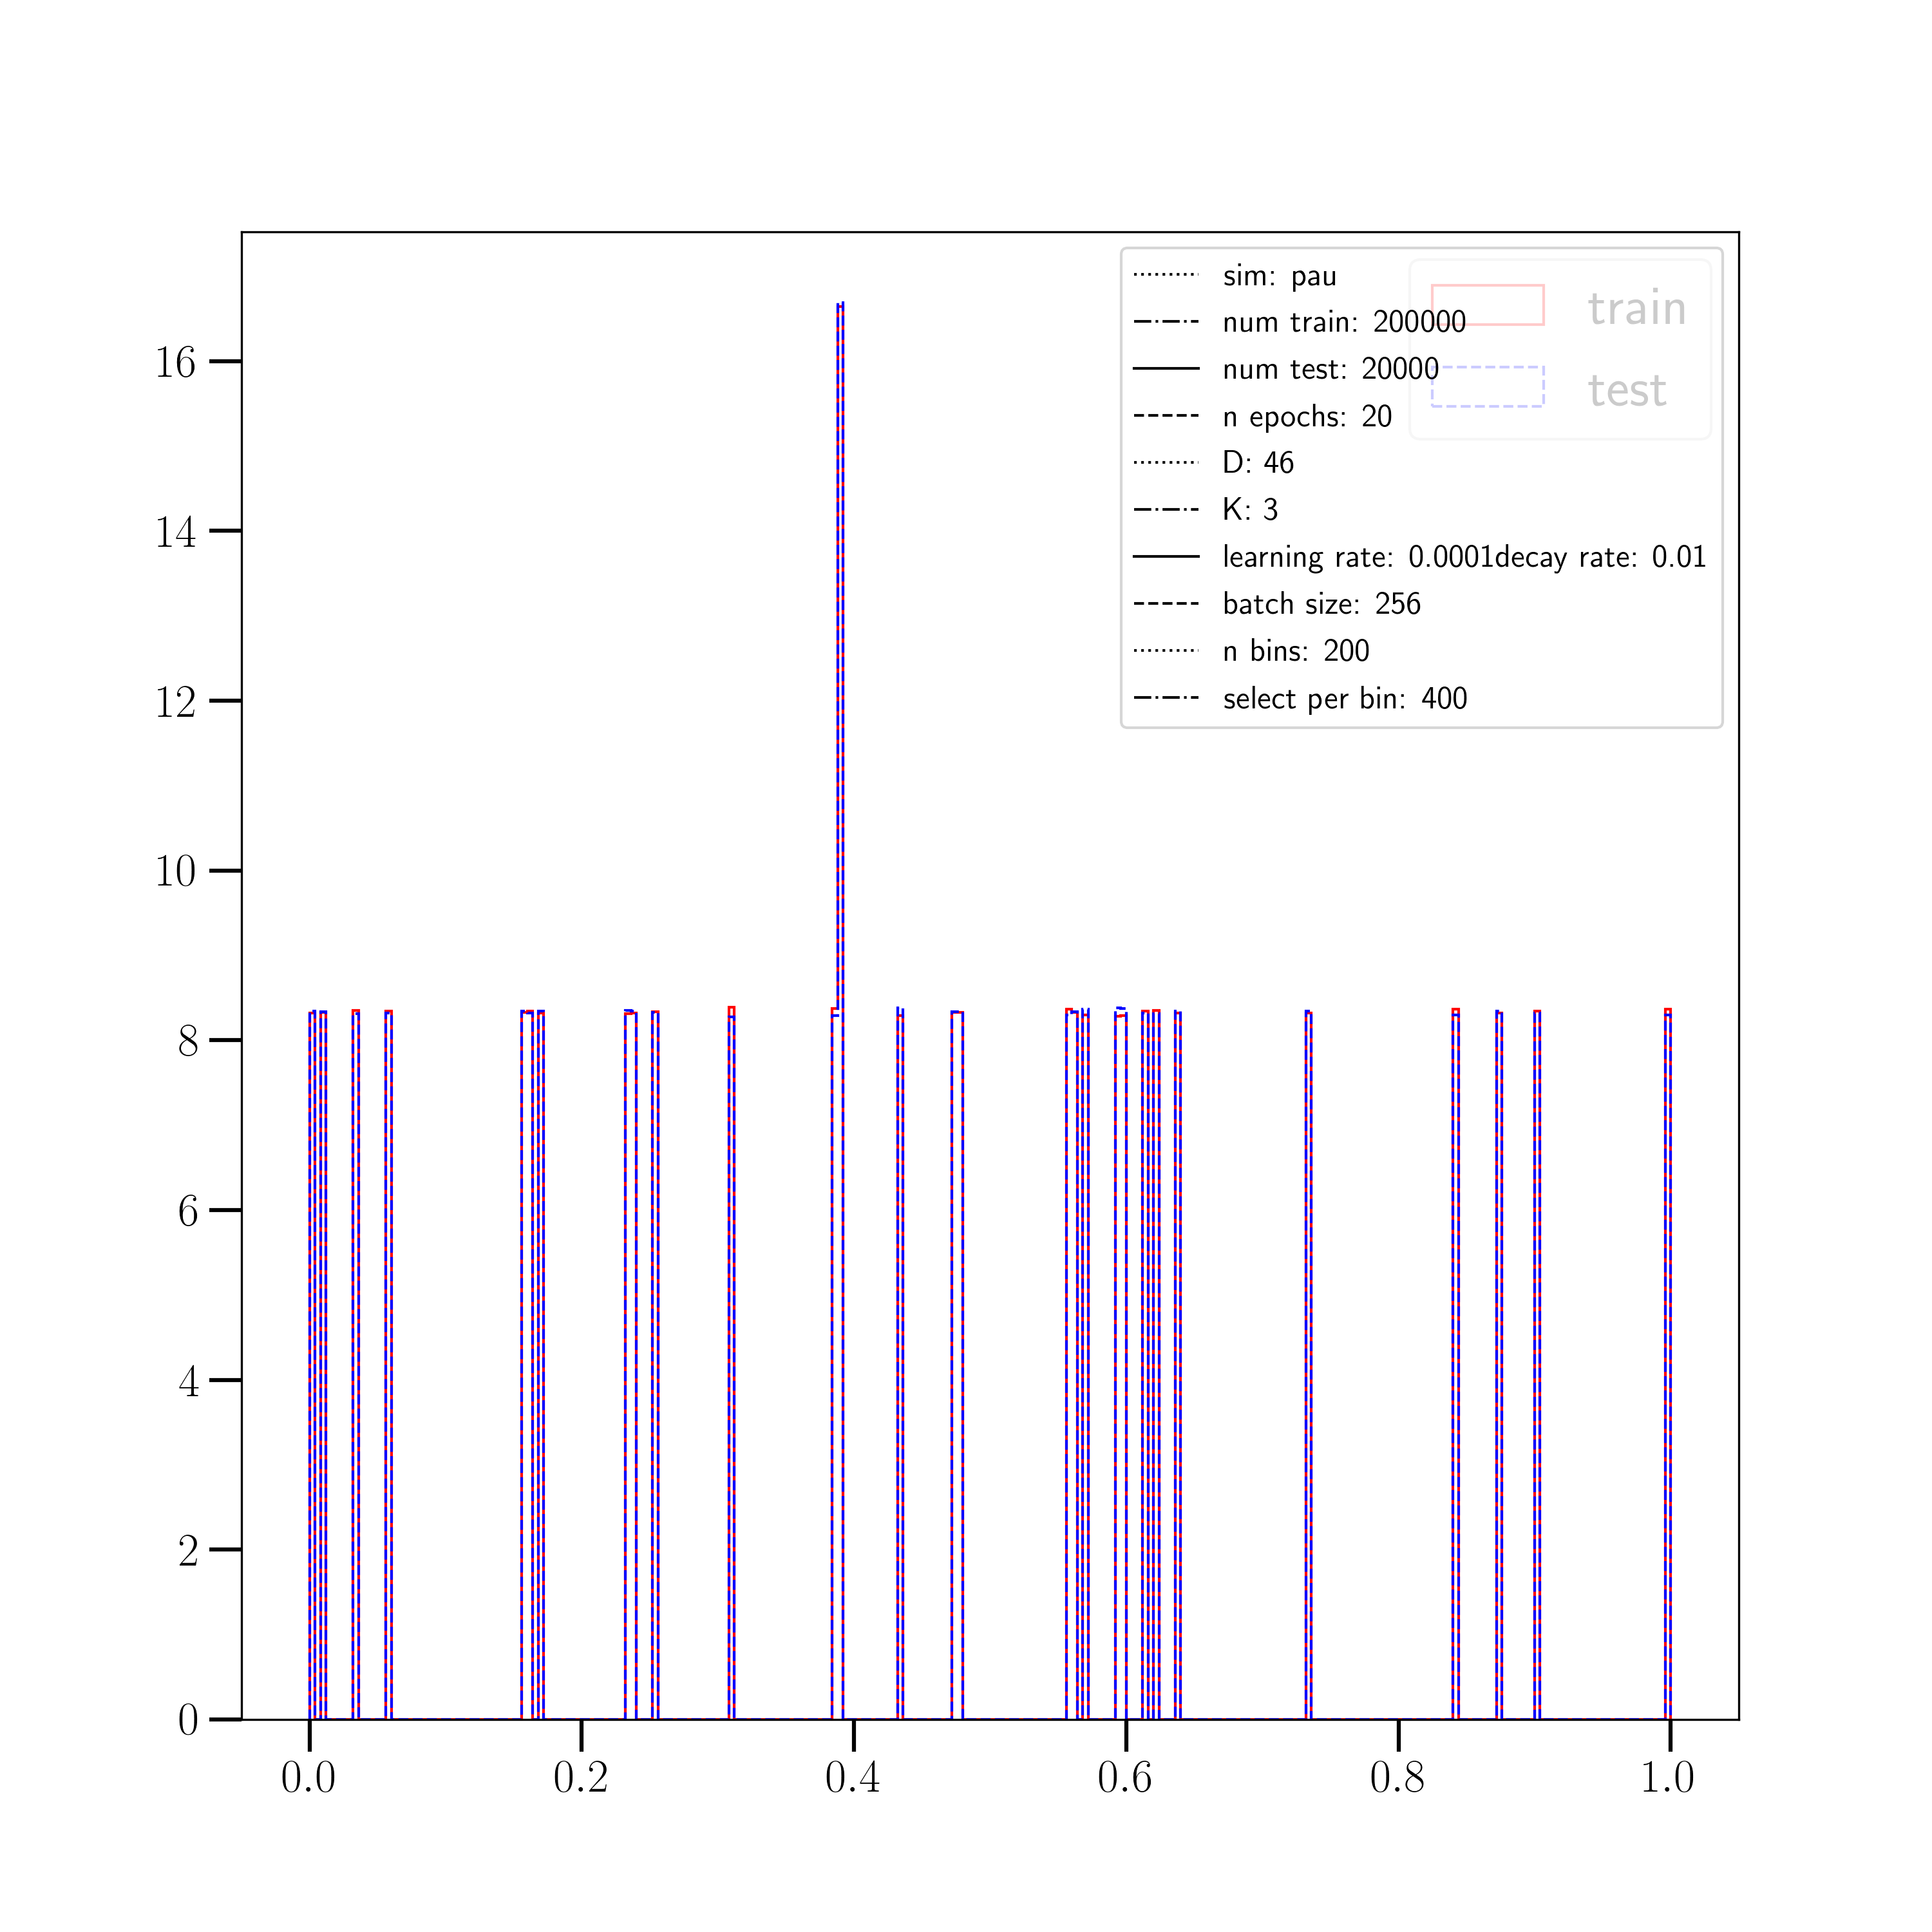 sim: pau
num train: 200000
num test: 20000
n epochs: 20
D: 46
K: 3
learning rate: 0.0001decay rate: 0.01
batch size: 256
n bins: 200
select per bin: 400
train
test
16
14
12
10
8
6
4
2
0
0.0 0.2 0.4 0.6 0.8 1.0